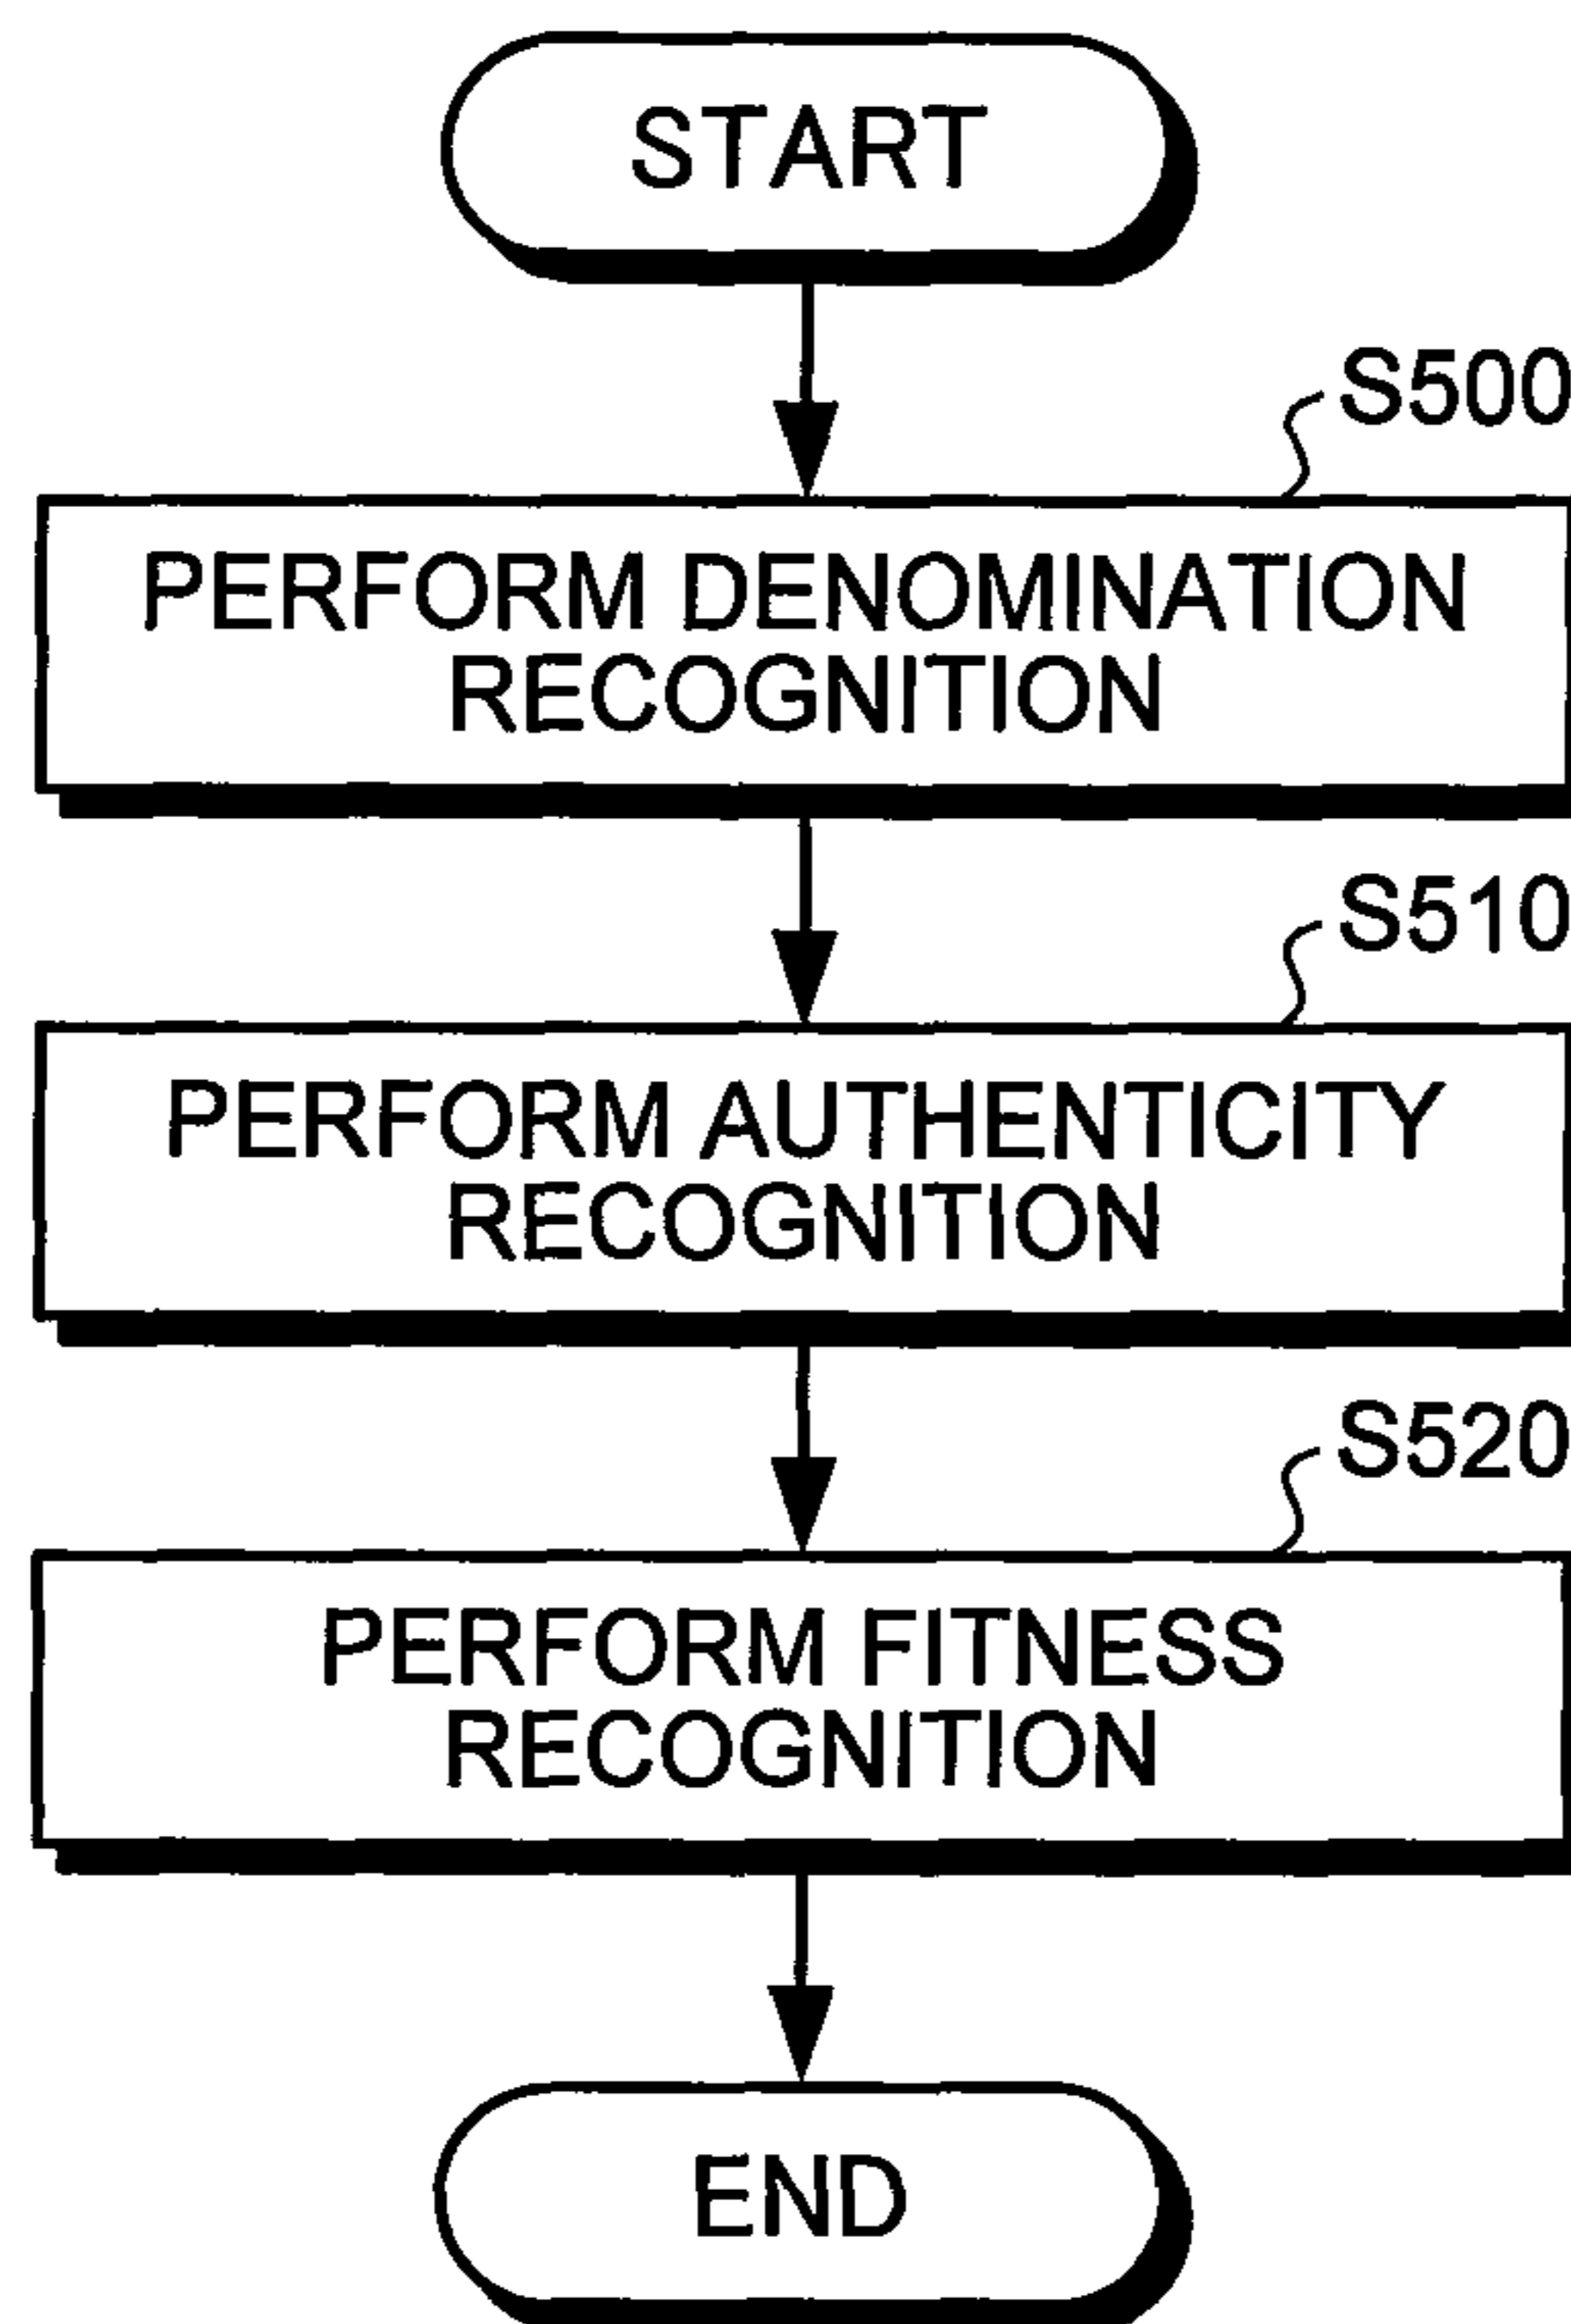 START
S500
PERFORM DENOMINATION
RECOGNITION
S510
PERFORM AUTHENTICITY
RECOGNITION
S520
PERFORM FITNESS
RECOGNITION
END